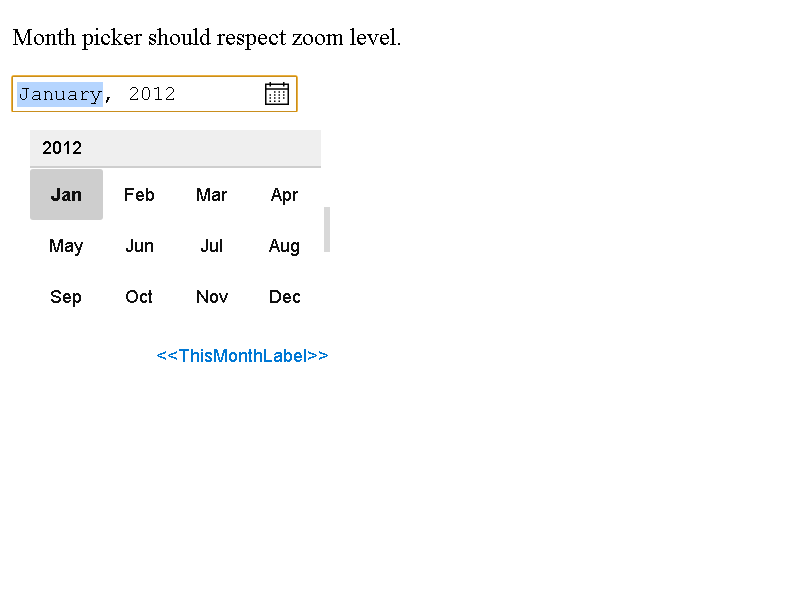 Month picker should respect zoom level.
January, 2012
2012
Jan Feb Mar Apr
May Jun Jul Aug
Sep Oct Nov Dec
<<ThisMonthLabel>>